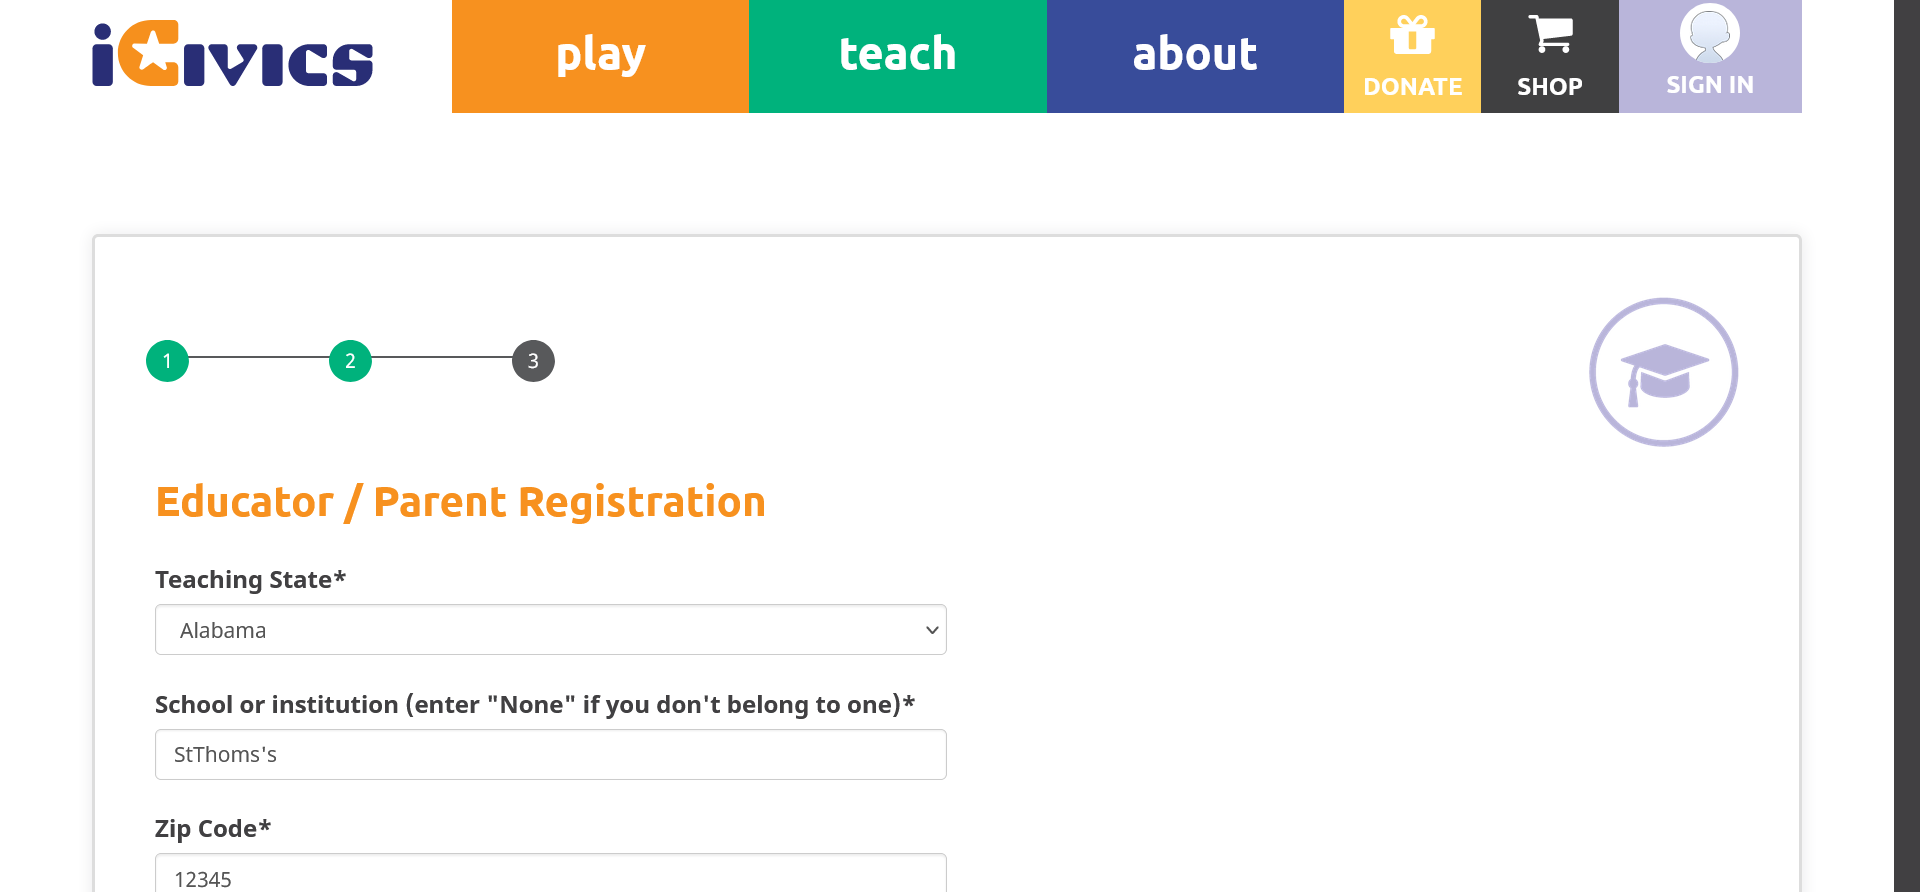 iCivics
play
teach
about
DONATE
SHOP
SIGN IN
1
2
3
Educator / Parent Registration
Teaching State*
Alabama
School or institution (enter "None" if you don't belong to one)*
StThoms's
Zip Code*
12345